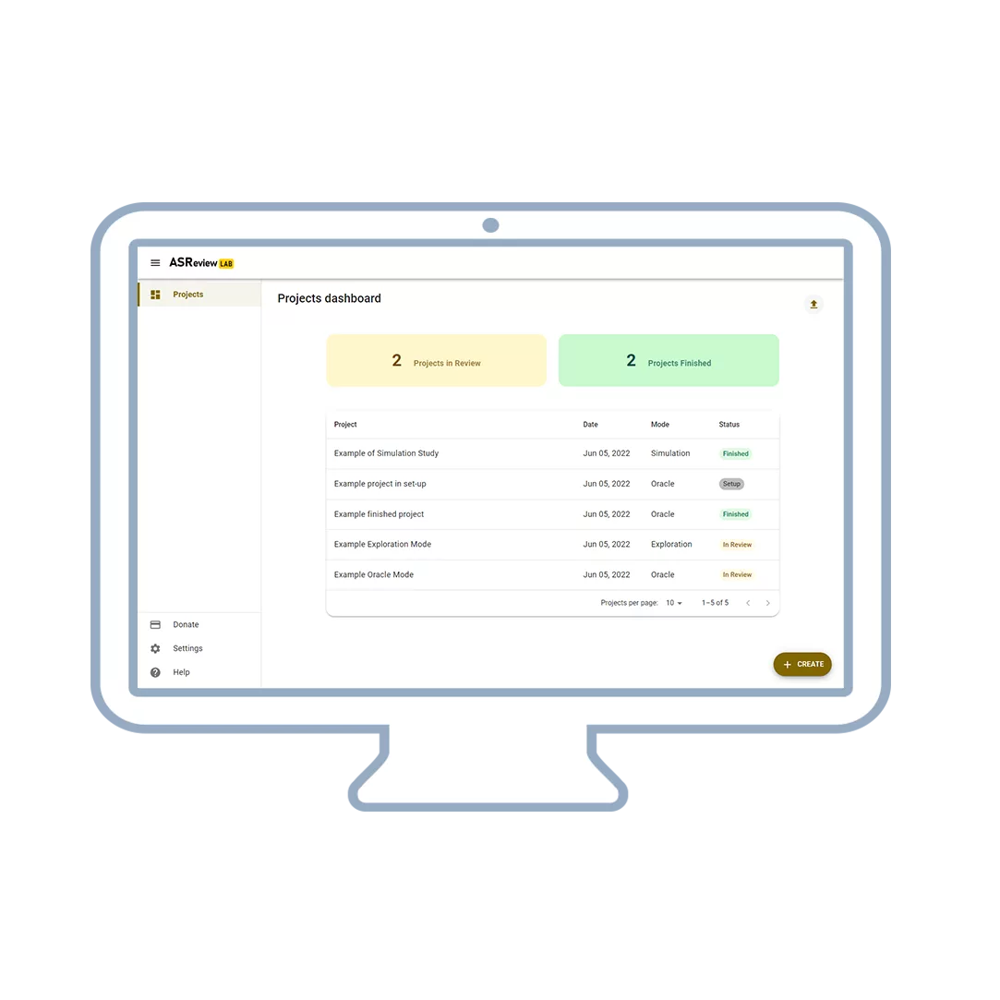 ASReview LAB
Projects
Projects dashboard
2 Projects in Review
2 Projects Finished
Project Date Mode Status
Example of Simulation Study Jun 05, 2022 Simulation Finished
Example project in set-up Jun 05, 2022 Oracle Setup
Example finished project Jun 05, 2022 Oracle Finished
Example Exploration Mode Jun 05, 2022 Exploration In Review
Example Oracle Mode Jun 05, 2022 Oracle In Review
Projects per page: 10 1–5 of 5
Donate
Settings
Help
CREATE